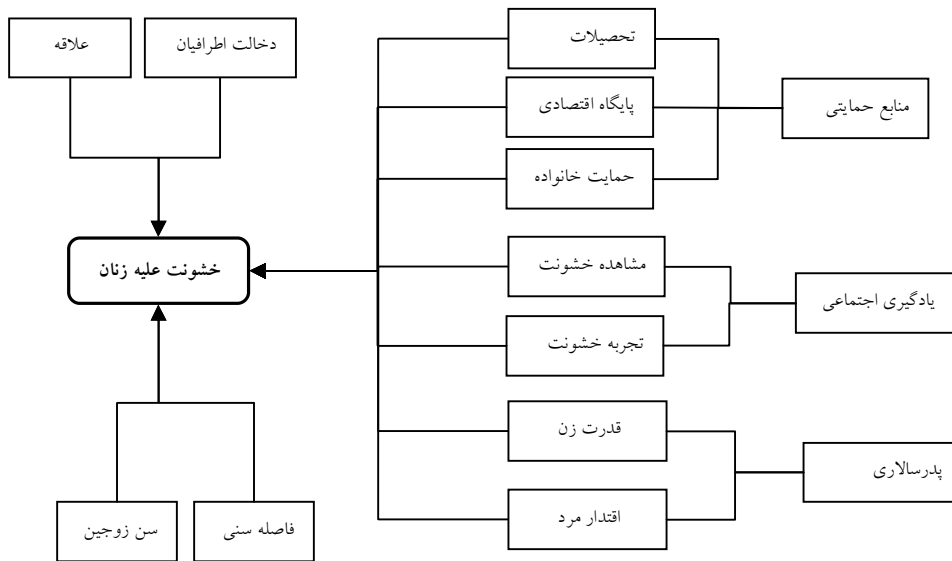 علاقه
دخالت اطرافیان
تحصیلات
پایگاه اقتصادی
منابع حمایتی
حمایت خانواده
خشونت علیه زنان
مشاهده خشونت
یادگیری اجتماعی
تجربه خشونت
قدرت زن
پدرسالاری
اقتدار مرد
سن زوجین
فاصله سنی